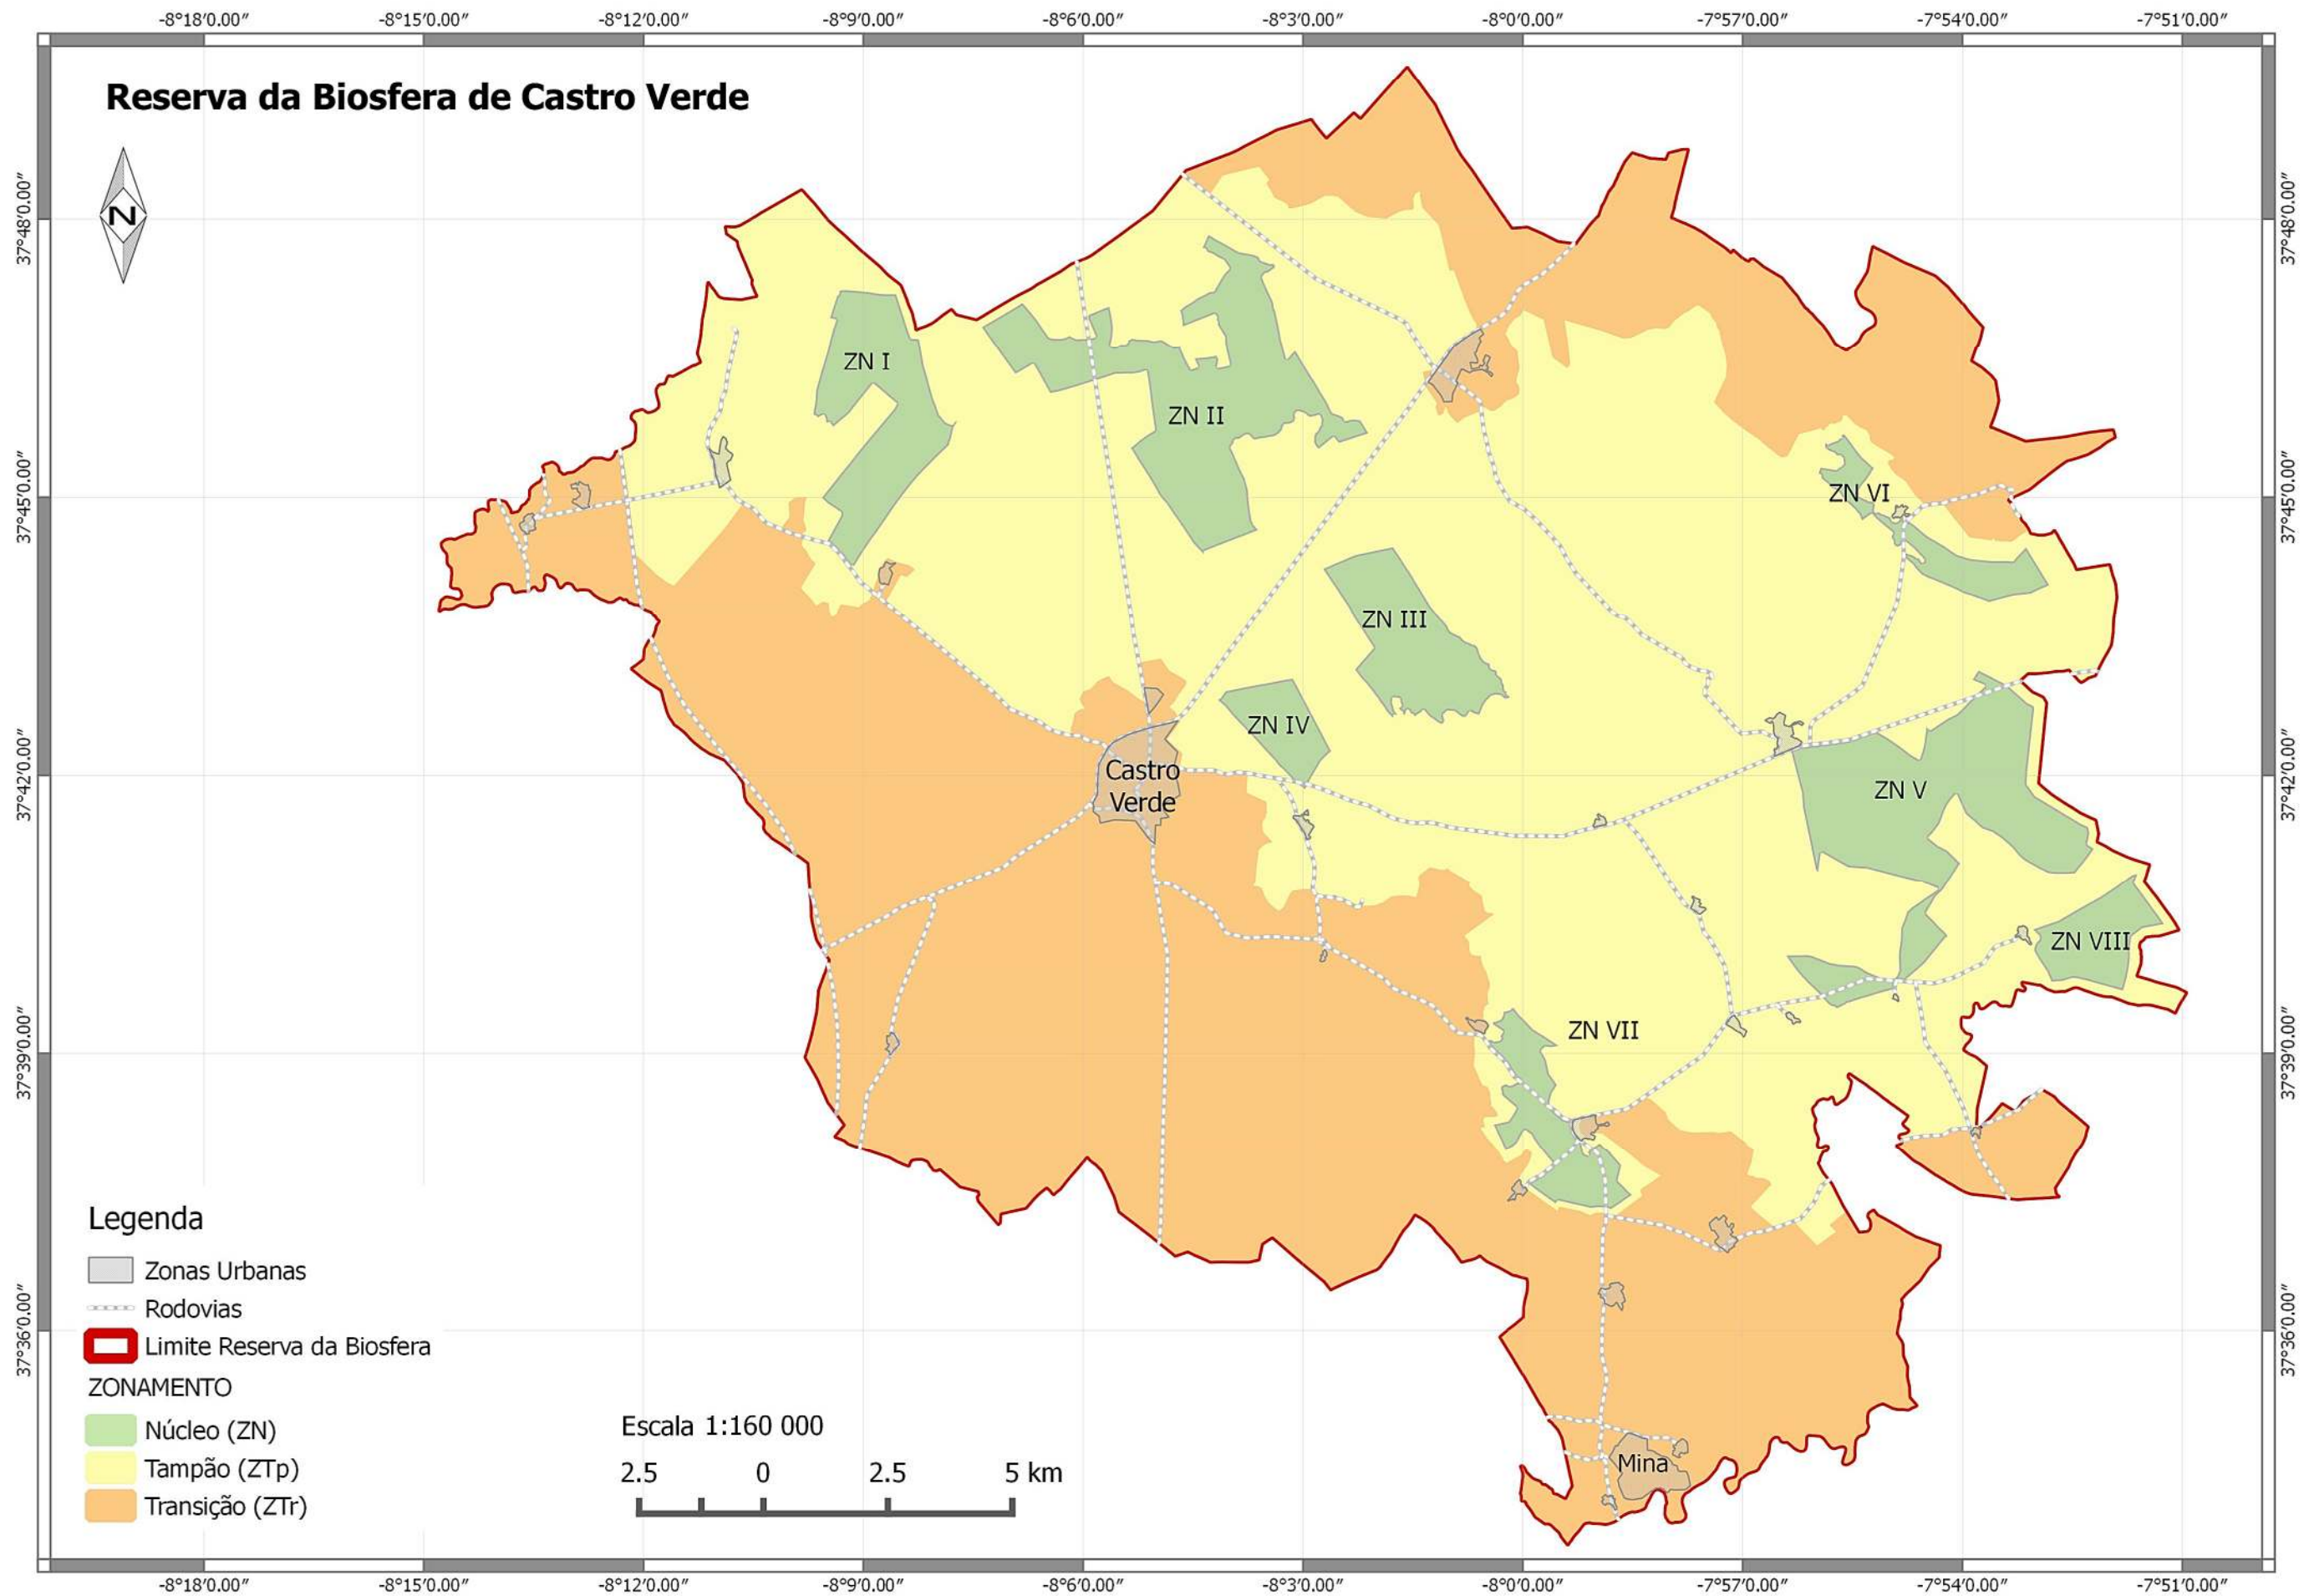 -8°18'0.00″ -8°15'0.00″ -8°12'0.00″ -8°9'0.00″ -8°6'0.00″ -8°3'0.00″ -8°0'0.00″ -7°57'0.00″ -7°54'0.00″ -7°51'0.00″
Reserva da Biosfera de Castro Verde
N
37°48'0.00″ 37°48'0.00″
ZN I
ZN II
37°45'0.00″ ZN VI 37°45'0.00″
ZN III
ZN IV
37°42'0.00″ Castro 37°42'0.00″
Verde
ZN V
ZN VIII
ZN VII
37°39'0.00″ 37°39'0.00″
Legenda
Zonas Urbanas
Rodovias
37°36'0.00″ 37°36'0.00″
Limite Reserva da Biosfera
ZONAMENTO
Núcleo (ZN)
Tampão (ZTp)
Transição (ZTr)
Escala 1:160 000
2.5 0 2.5 5 km
Mina
-8°18'0.00″ -8°15'0.00″ -8°12'0.00″ -8°9'0.00″ -8°6'0.00″ -8°3'0.00″ -8°0'0.00″ -7°57'0.00″ -7°54'0.00″ -7°51'0.00″